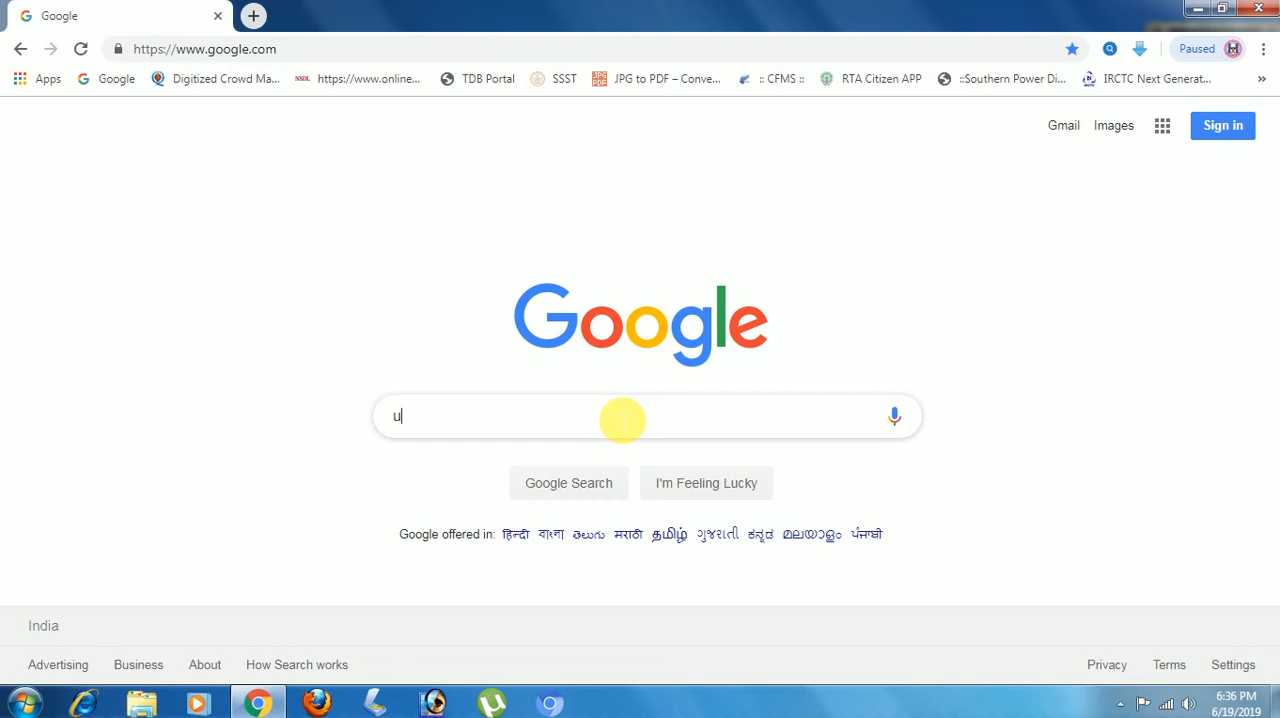 Google
https://www.google.com
Paused
Apps Google Digitized Crowd Ma... NSDL https://www.online... TDB Portal SSST JPG to PDF – Conve... :: CFMS :: RTA Citizen APP ::Southern Power Di... IRCTC Next Generat... »
Gmail Images Sign in
Google
u
Google Search I'm Feeling Lucky
Google offered in: हिन्दी বাংলা తెలుగు मराठी தமிழ் ગુજરાતી ಕನ್ನಡ മലയാളം ਪੰਜਾਬੀ
India
Advertising Business About How Search works Privacy Terms Settings
6:36 PM
6/19/2019